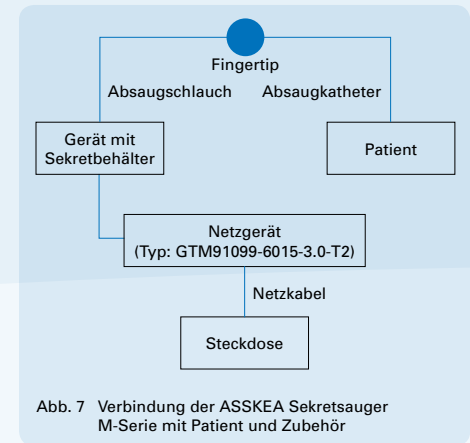 Fingertip
Absaugschlauch
Absaugkatheter
Gerät mit
Sekretbehälter
Patient
Netzgerät
(Typ: GTM91099-6015-3.0-T2)
Netzkabel
Steckdose
Abb. 7 Verbindung der ASSKEA Sekretsauger
M-Serie mit Patient und Zubehör